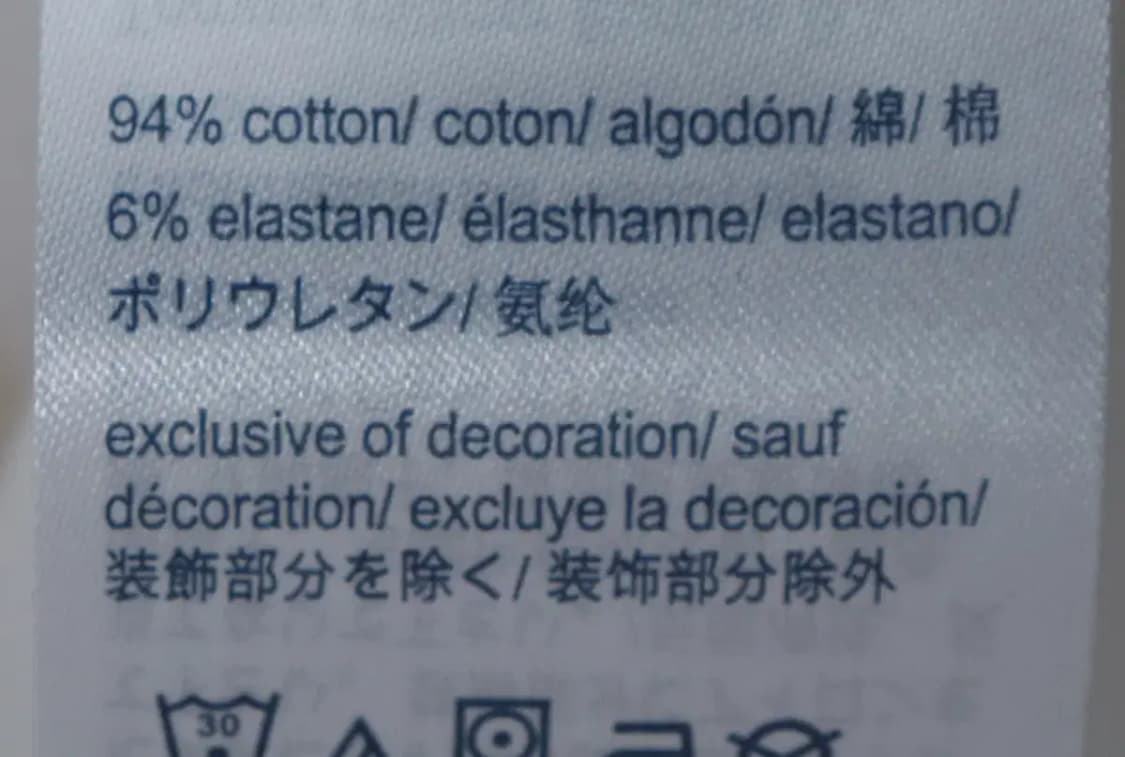 94% cotton/ coton/ algodón/ 綿/ 棉
6% elastane/ élasthanne/ elastano/
ポリウレタン/ 氨纶
exclusive of decoration/ sauf
décoration/ excluye la decoración/
装飾部分を除く/ 装饰部分除外
30